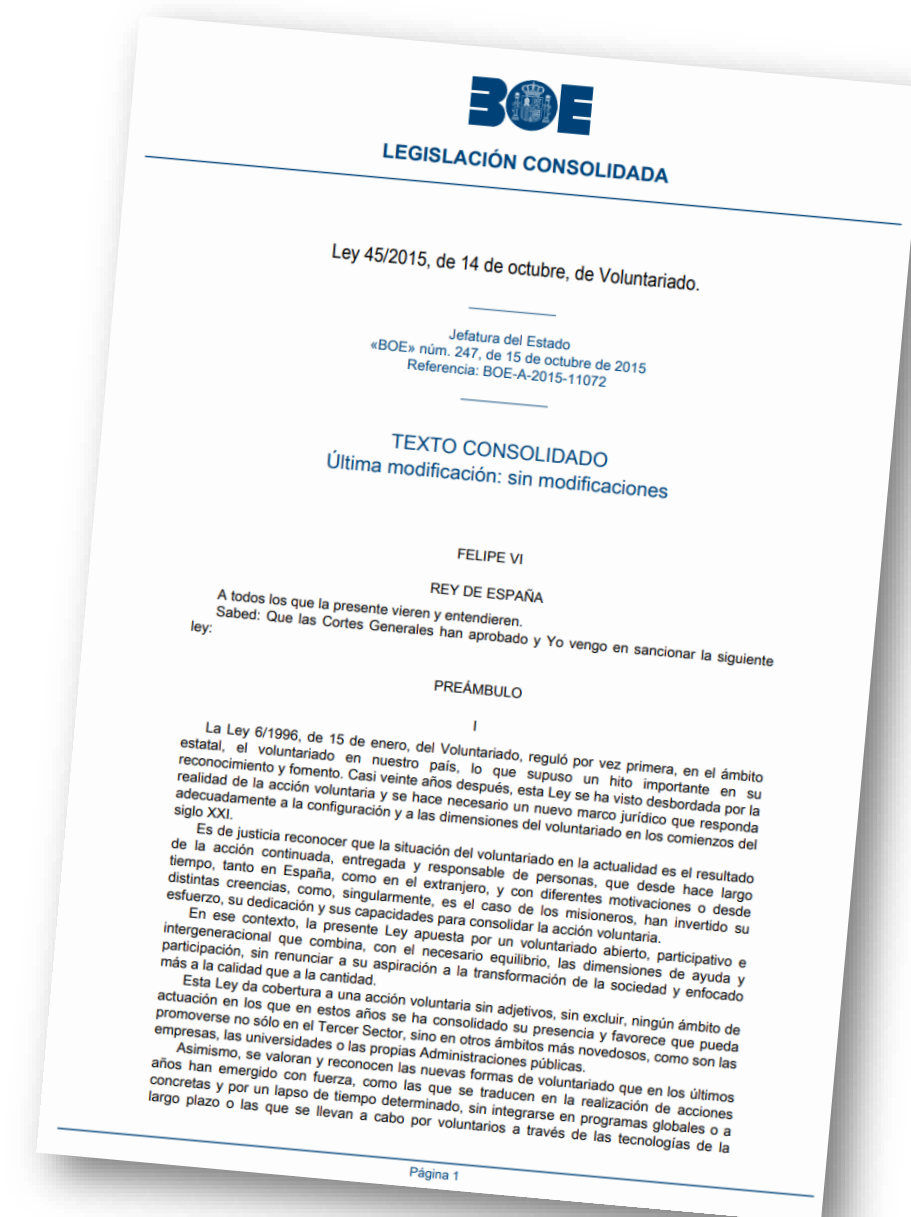 BOE
LEGISLACIÓN CONSOLIDADA
Ley 45/2015, de 14 de octubre, de Voluntariado.
Jefatura del Estado
«BOE» núm. 247, de 15 de octubre de 2015
Referencia: BOE-A-2015-11072
TEXTO CONSOLIDADO
Última modificación: sin modificaciones
FELIPE VI
REY DE ESPAÑA
A todos los que la presente vieren y entendieren.
Sabed: Que las Cortes Generales han aprobado y Yo vengo en sancionar la siguiente
ley:
PREÁMBULO
I
La Ley 6/1996, de 15 de enero, del Voluntariado, reguló por vez primera, en el ámbito
estatal, el voluntariado en nuestro país, lo que supuso un hito importante en su
reconocimiento y fomento. Casi veinte años después, esta Ley se ha visto desbordada por la
realidad de la acción voluntaria y se hace necesario un nuevo marco jurídico que responda
adecuadamente a la configuración y a las dimensiones del voluntariado en los comienzos del
siglo XXI.
Es de justicia reconocer que la situación del voluntariado en la actualidad es el resultado
de la acción continuada, entregada y responsable de personas, que desde hace largo
tiempo, tanto en España, como en el extranjero, y con diferentes motivaciones o desde
distintas creencias, como, singularmente, es el caso de los misioneros, han invertido su
esfuerzo, su dedicación y sus capacidades para consolidar la acción voluntaria.
En ese contexto, la presente Ley apuesta por un voluntariado abierto, participativo e
intergeneracional que combina, con el necesario equilibrio, las dimensiones de ayuda y
participación, sin renunciar a su aspiración a la transformación de la sociedad y enfocado
más a la calidad que a la cantidad.
Esta Ley da cobertura a una acción voluntaria sin adjetivos, sin excluir, ningún ámbito de
actuación en los que en estos años se ha consolidado su presencia y favorece que pueda
promoverse no sólo en el Tercer Sector, sino en otros ámbitos más novedosos, como son las
empresas, las universidades o las propias Administraciones públicas.
Asimismo, se valoran y reconocen las nuevas formas de voluntariado que en los últimos
años han emergido con fuerza, como las que se traducen en la realización de acciones
concretas y por un lapso de tiempo determinado, sin integrarse en programas globales o a
largo plazo o las que se llevan a cabo por voluntarios a través de las tecnologías de la
Página 1